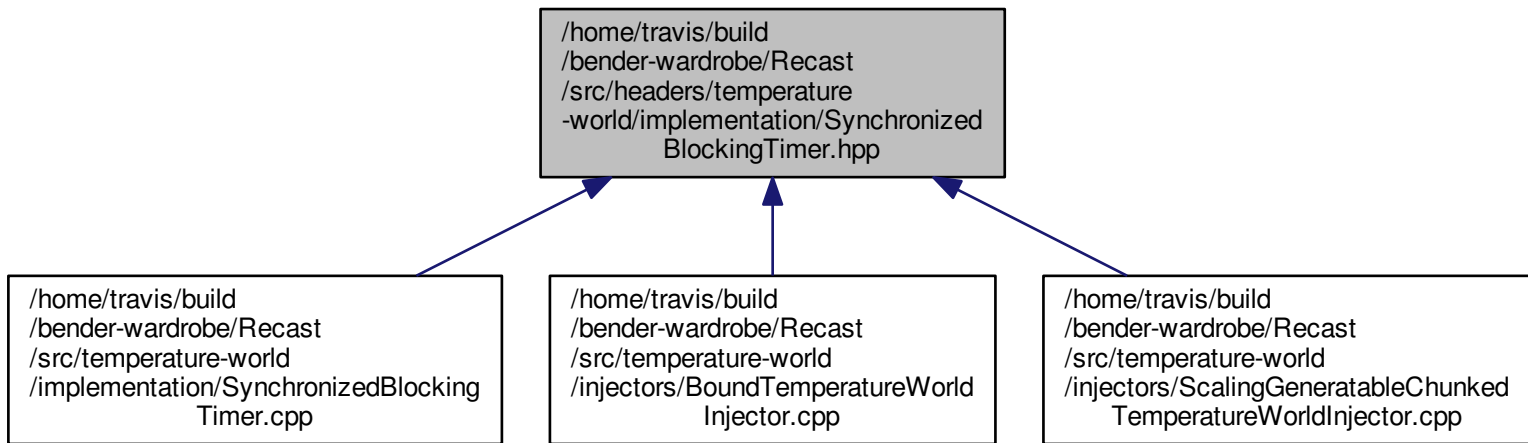 /home/travis/build
/bender-wardrobe/Recast
/src/headers/temperature
-world/implementation/Synchronized
BlockingTimer.hpp
/home/travis/build
/bender-wardrobe/Recast
/src/temperature-world
/implementation/SynchronizedBlocking
Timer.cpp
/home/travis/build
/bender-wardrobe/Recast
/src/temperature-world
/injectors/BoundTemperatureWorld
Injector.cpp
/home/travis/build
/bender-wardrobe/Recast
/src/temperature-world
/injectors/ScalingGeneratableChunked
TemperatureWorldInjector.cpp